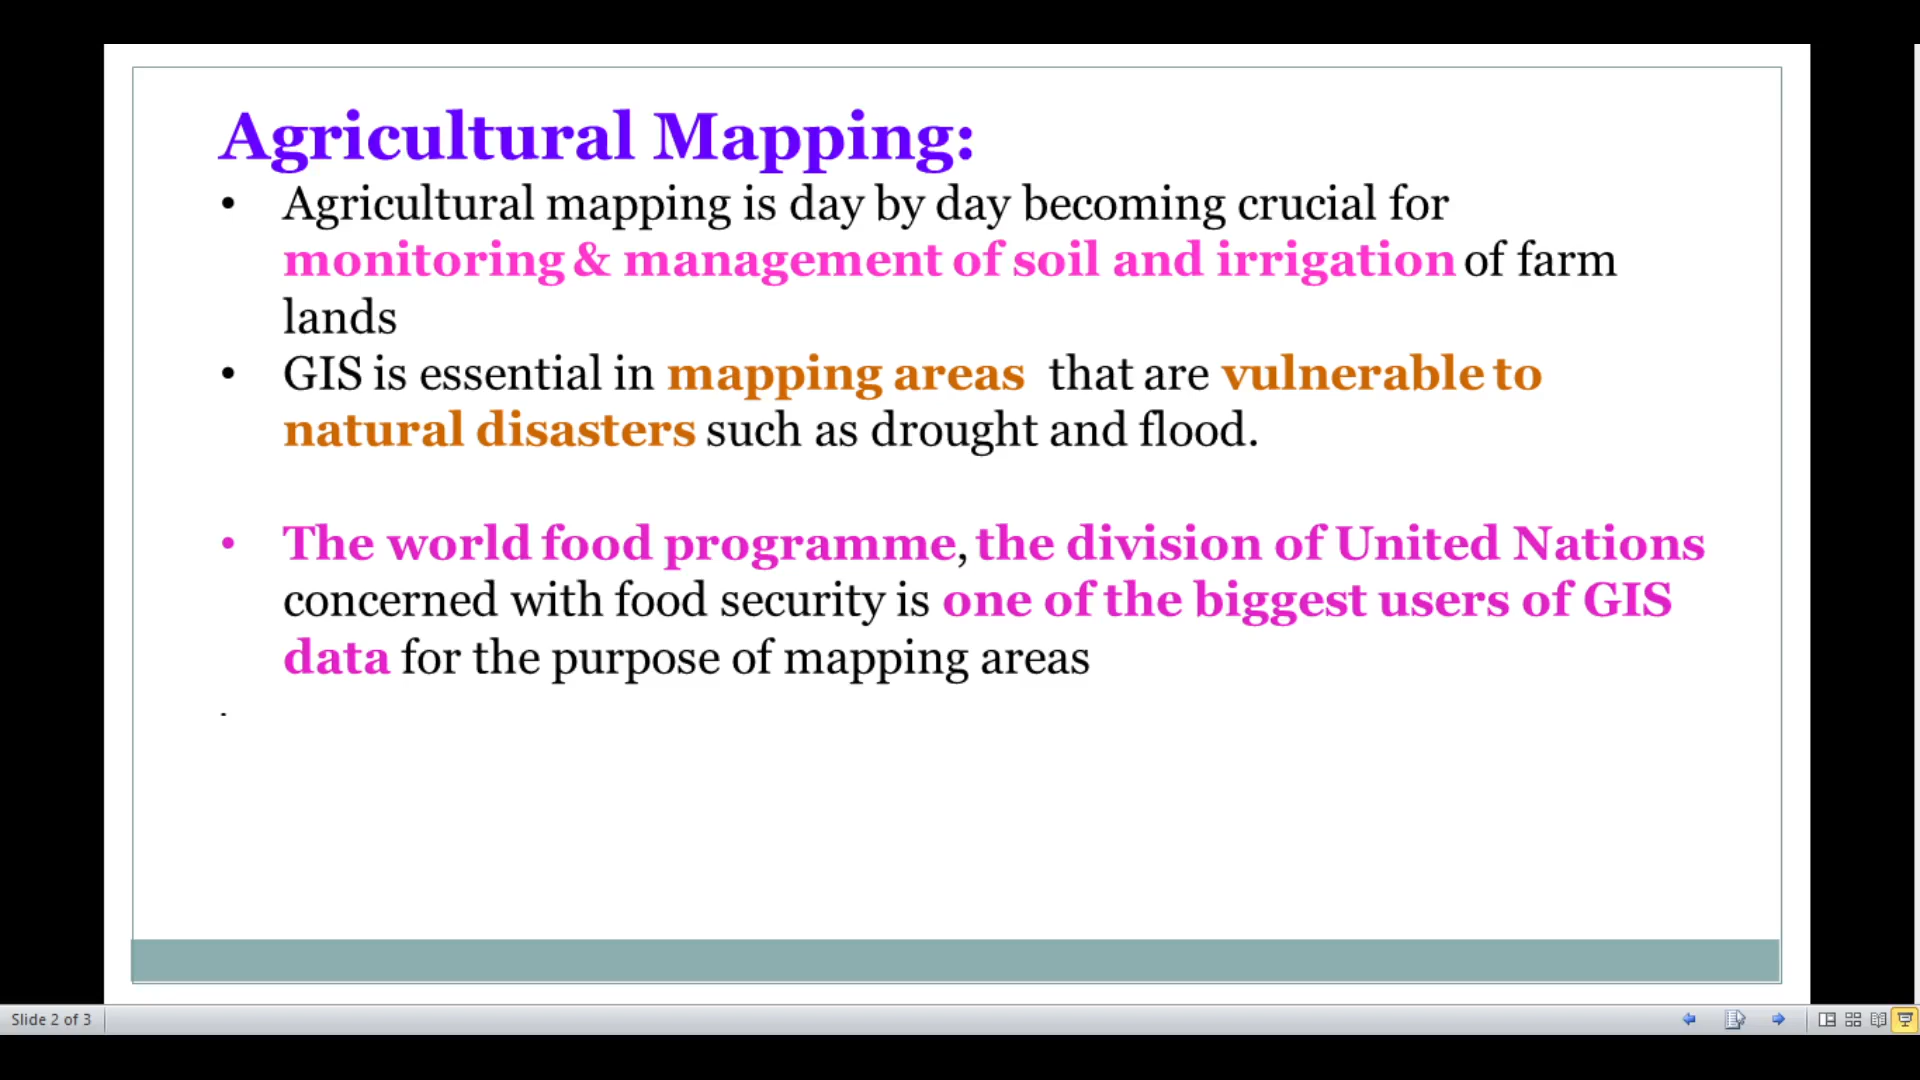 Agricultural Mapping:
• Agricultural mapping is day by day becoming crucial for
monitoring & management of soil and irrigation of farm
lands
• GIS is essential in mapping areas that are vulnerable to
natural disasters such as drought and flood.
• The world food programme, the division of United Nations
concerned with food security is one of the biggest users of GIS
data for the purpose of mapping areas
.
Slide 2 of 3